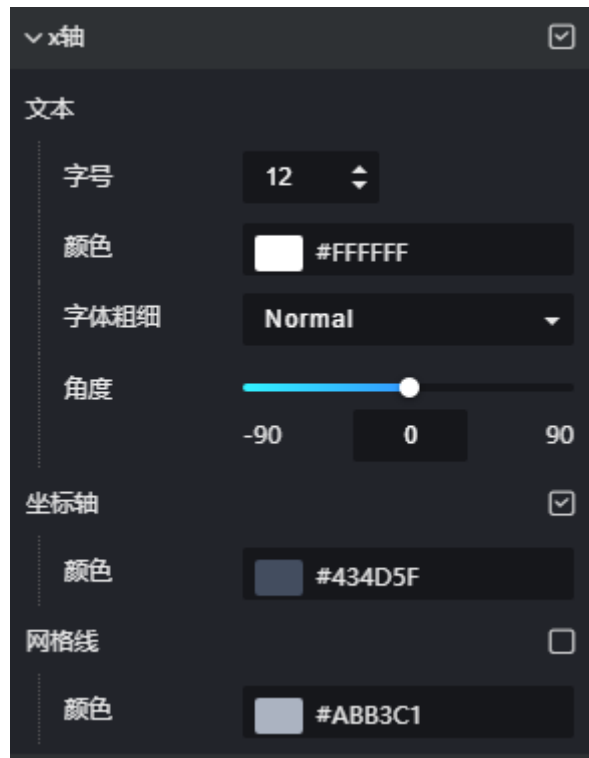 x轴
文本
字号 12
颜色 #FFFFFF
字体粗细 Normal
角度
-90 0 90
坐标轴
颜色 #434D5F
网格线
颜色 #ABB3C1